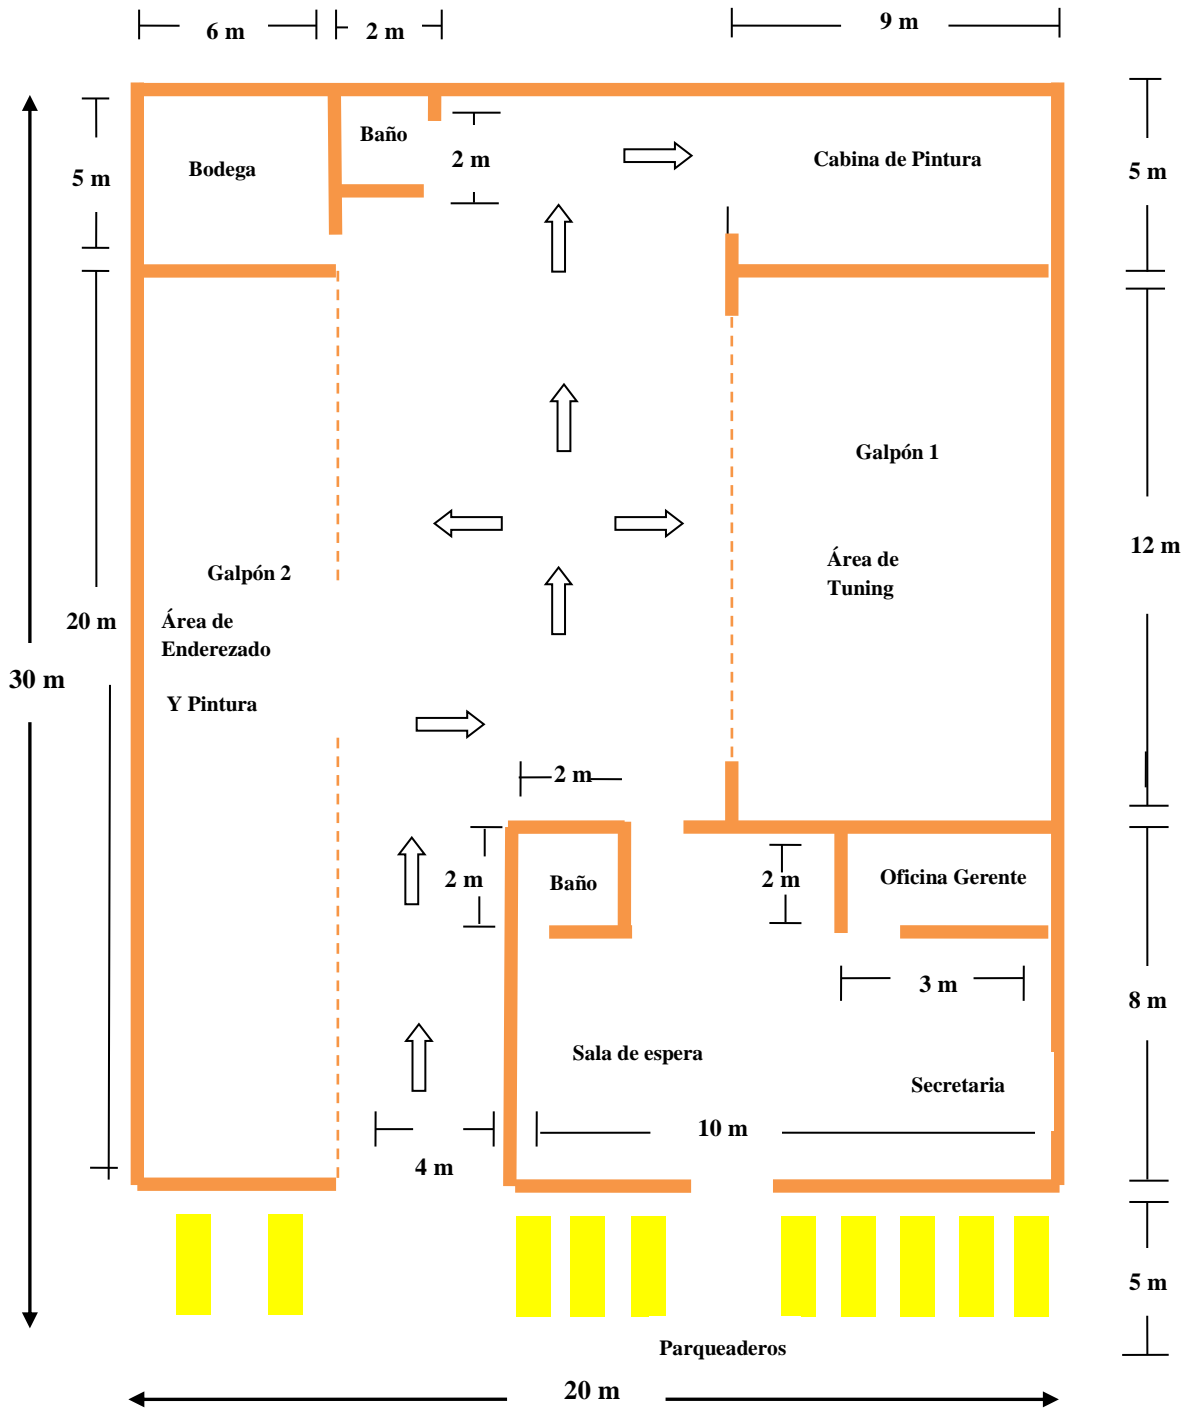 6 m
2 m
9 m
Baño
2 m
Cabina de Pintura
Bodega
5 m
5 m
Galpón 1
12 m
Área de
Tuning
Galpón 2
20 m
Área de
Enderezado
30 m
Y Pintura
2 m
2 m
Baño
2 m
Oficina Gerente
3 m
8 m
Sala de espera
Secretaria
10 m
4 m
5 m
Parqueaderos
20 m